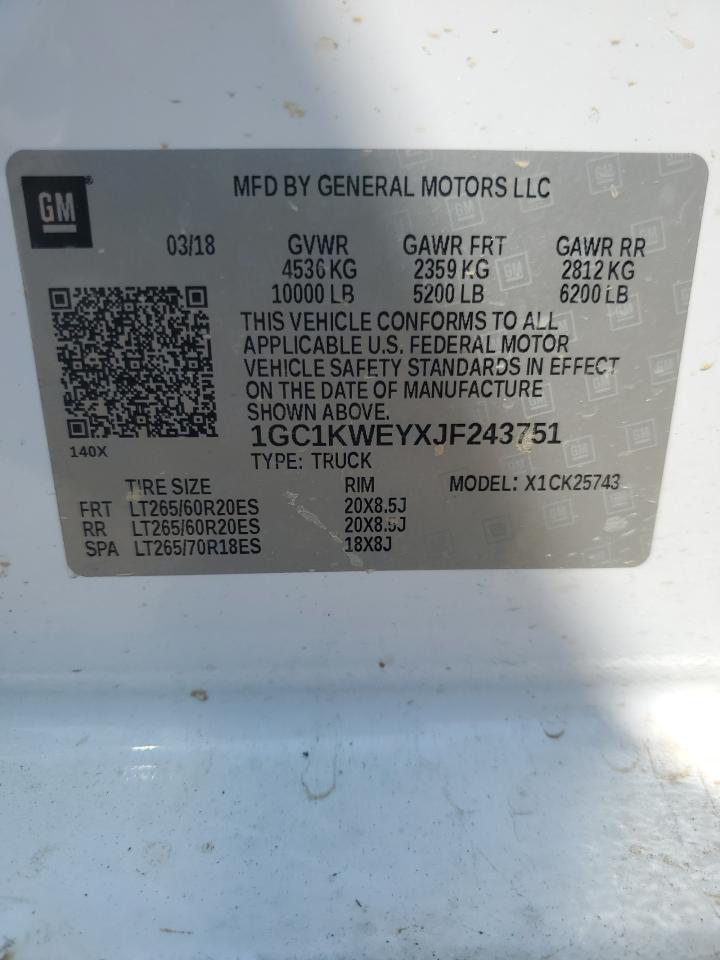 GM
MFD BY GENERAL MOTORS LLC
03/18 GVWR GAWR FRT GAWR RR
4536 KG 2359 KG 2812 KG
10000 LB 5200 LB 6200 LB
THIS VEHICLE CONFORMS TO ALL
APPLICABLE U.S. FEDERAL MOTOR
VEHICLE SAFETY STANDARDS IN EFFECT
ON THE DATE OF MANUFACTURE
SHOWN ABOVE.
140X
1GC1KWEYXJF243751
TYPE: TRUCK
TIRE SIZE RIM MODEL: X1CK25743
FRT LT265/60R20ES 20X8.5J
RR LT265/60R20ES 20X8.5J
SPA LT265/70R18ES 18X8J